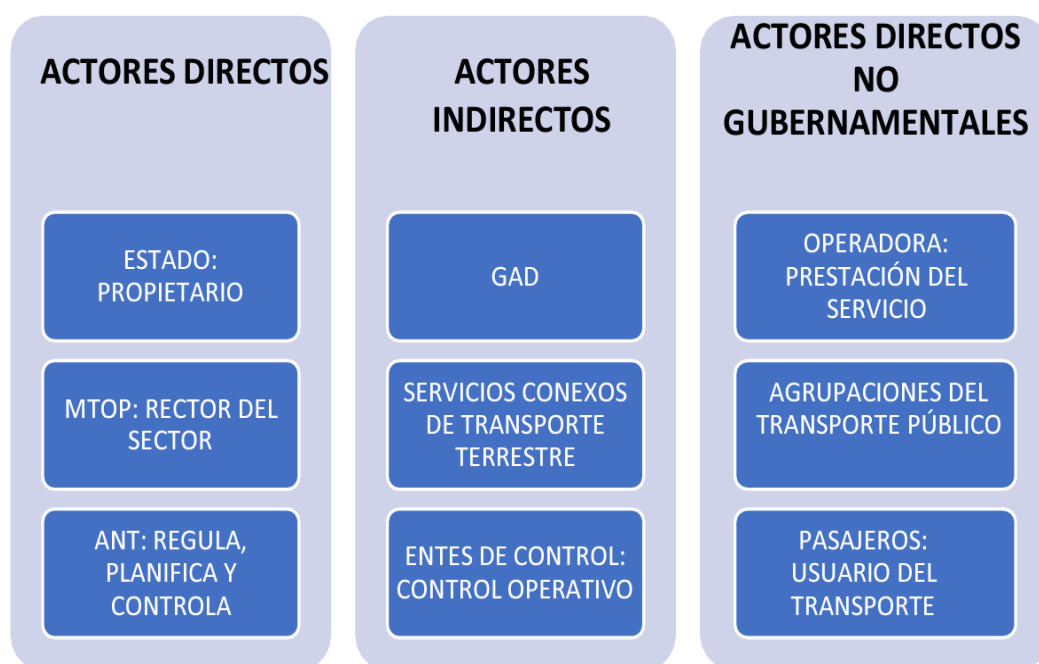 ACTORES DIRECTOS
ESTADO:
PROPIETARIO
MTOP: RECTOR DEL
SECTOR
ANT: REGULA,
PLANIFICA Y
CONTROLA
ACTORES
INDIRECTOS
GAD
SERVICIOS CONEXOS
DE TRANSPORTE
TERRESTRE
ENTES DE CONTROL:
CONTROL OPERATIVO
ACTORES DIRECTOS
NO
GUBERNAMENTALES
OPERADORA:
PRESTACIÓN DEL
SERVICIO
AGRUPACIONES DEL
TRANSPORTE PÚBLICO
PASAJEROS:
USUARIO DEL
TRANSPORTE